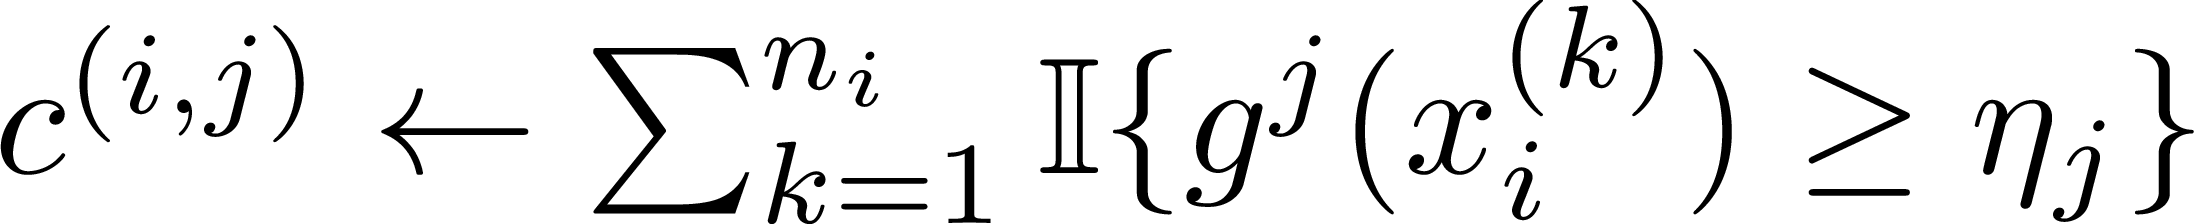 $c^{(i,j)} \leftarrow \sum_{k=1}^{n_i} \mathbb{I}\{g^j(x_i^{(k)}) \geq \eta_j\}$